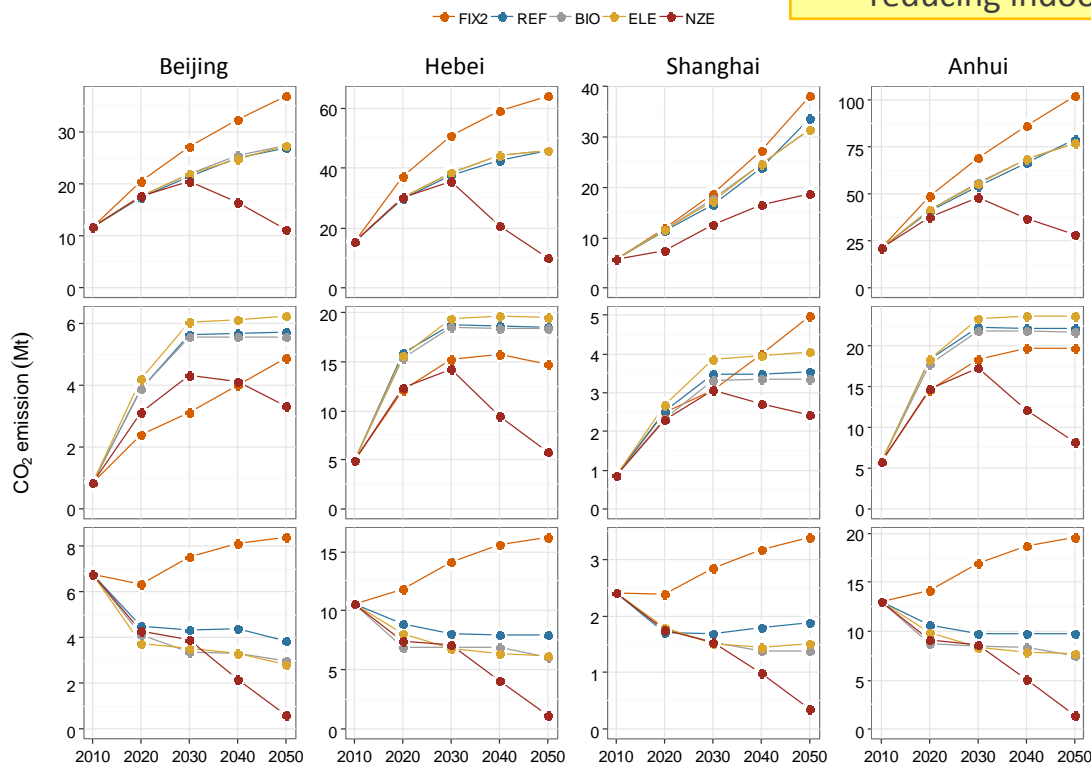 reducing indoo
FIX2 REF BIO ELE NZE
Beijing Hebei Shanghai Anhui
CO₂ emission (Mt)
30 60 40 100
20 40 30 75
10 20 20 50
0 0 10 25
0 0
6 20 5 20
4 15 4 15
2 10 3 10
0 5 2 5
0 1 0
0
8 15 3 20
6 10 2 15
4 5 1 10
2 0 0 5
0 0
2010 2020 2030 2040 2050 2010 2020 2030 2040 2050 2010 2020 2030 2040 2050 2010 2020 2030 2040 2050